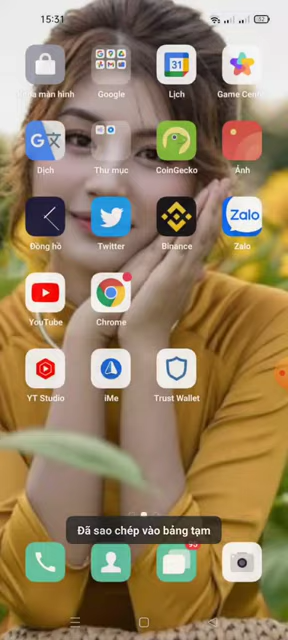 15:31
Google
Lịch
Game Center
Dịch
Thư mục
CoinGecko
Ảnh
Đồng hồ
Twitter
Binance
Zalo
YouTube
Chrome
YT Studio
iMe
Trust Wallet
Đã sao chép vào bảng tạm